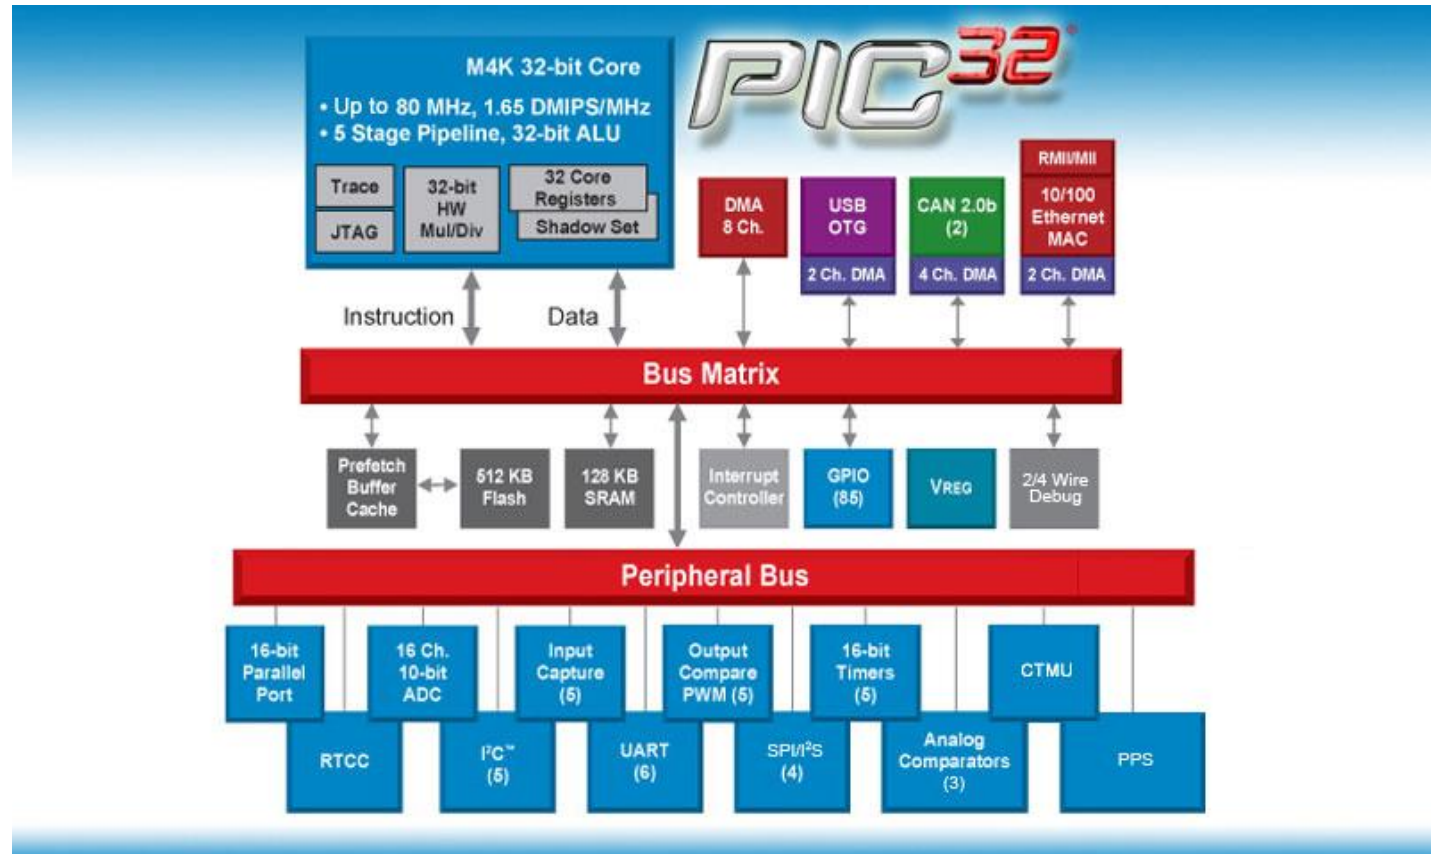 PIC32®
M4K 32-bit Core
• Up to 80 MHz, 1.65 DMIPS/MHz
• 5 Stage Pipeline, 32-bit ALU
Trace
JTAG
32-bit
HW
Mul/Div
32 Core
Registers
Shadow Set
DMA
8 Ch.
USB
OTG
2 Ch. DMA
CAN 2.0b
(2)
4 Ch. DMA
RMII/MII
10/100
Ethernet
MAC
2 Ch. DMA
Instruction
Data
Bus Matrix
Prefetch
Buffer
Cache
512 KB
Flash
128 KB
SRAM
Interrupt
Controller
GPIO
(85)
VREG
2/4 Wire
Debug
Peripheral Bus
16-bit
Parallel
Port
16 Ch.
10-bit
ADC
Input
Capture
(5)
Output
Compare
PWM (5)
16-bit
Timers
(5)
CTMU
RTCC
I²C™
(5)
UART
(6)
SPI/I²S
(4)
Analog
Comparators
(3)
PPS